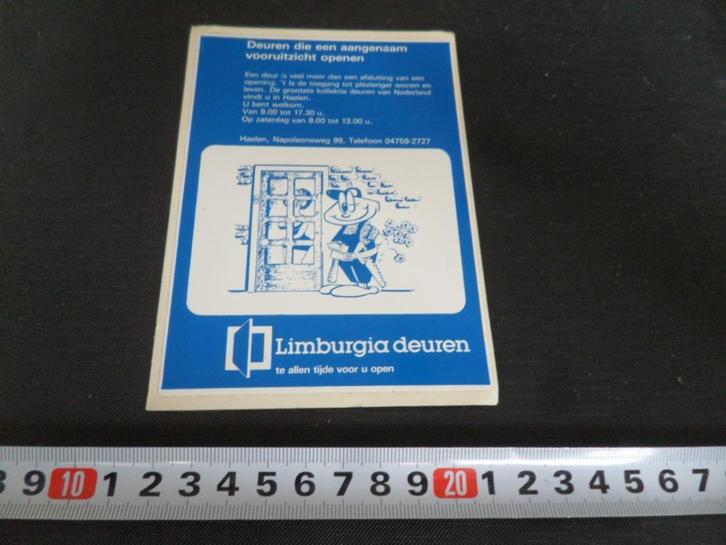 Deuren die een aangenaam
vooruitzicht openen
Een deur is veel meer dan een afsluiting van een
opening. 't Is de toegang tot plezieriger wonen en
leven. De grootste kollektie deuren van Nederland
vindt u in Haelen.
U bent welkom.
Van 9.00 tot 17.30 u.
Op zaterdag van 9.00 tot 13.00 u.
Haelen, Napoleonsweg 99, Telefoon 04759-2727
Limburgia deuren
te allen tijde voor u open
8 9 10 1 2 3 4 5 6 7 8 9 20 1 2 3 4 5 6 7